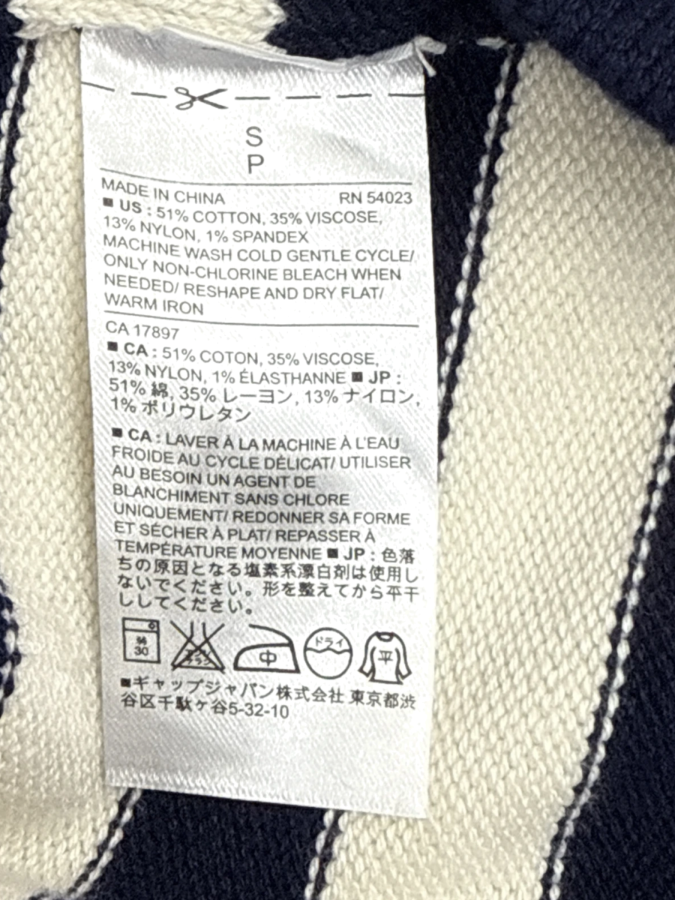 S
P
MADE IN CHINA RN 54023
■ US : 51% COTTON, 35% VISCOSE,
13% NYLON, 1% SPANDEX
MACHINE WASH COLD GENTLE CYCLE/
ONLY NON-CHLORINE BLEACH WHEN
NEEDED/ RESHAPE AND DRY FLAT/
WARM IRON
CA 17897
■ CA : 51% COTON, 35% VISCOSE,
13% NYLON, 1% ÉLASTHANNE ■ JP :
51% 綿, 35% レーヨン, 13% ナイロン,
1% ポリウレタン
■ CA : LAVER À LA MACHINE À L'EAU
FROIDE AU CYCLE DÉLICAT/ UTILISER
AU BESOIN UN AGENT DE
BLANCHIMENT SANS CHLORE
UNIQUEMENT/ REDONNER SA FORME
ET SÉCHER À PLAT/ REPASSER À
TEMPÉRATURE MOYENNE ■ JP : 色落
ちの原因となる塩素系漂白剤は使用し
ないでください。形を整えてから平干
ししてください。
弱
30
エンソ
サラシ
中
ドライ
平
■ギャップジャパン株式会社 東京都渋
谷区千駄ヶ谷5-32-10